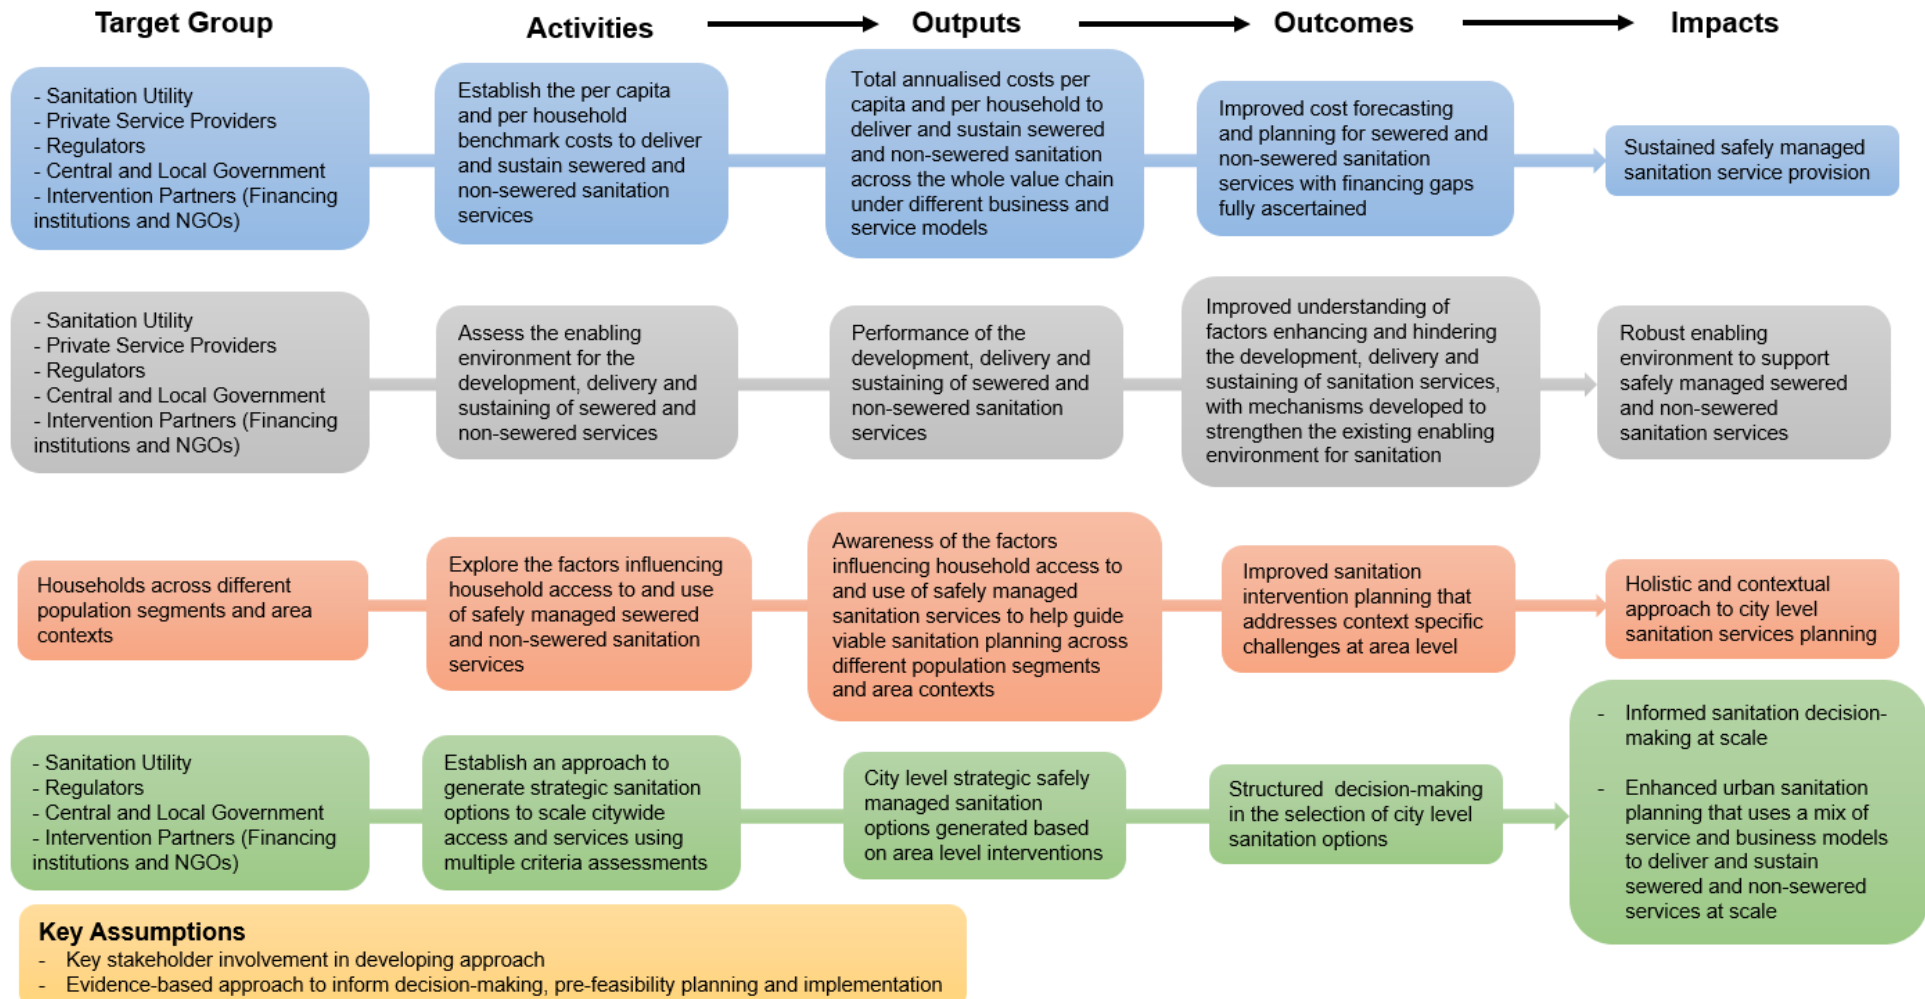 Target Group
Activities
Outputs
Outcomes
Impacts
- Sanitation Utility
- Private Service Providers
- Regulators
- Central and Local Government
- Intervention Partners (Financing
institutions and NGOs)
Establish the per capita
and per household
benchmark costs to deliver
and sustain sewered and
non-sewered sanitation
services
Total annualised costs per
capita and per household to
deliver and sustain sewered
and non-sewered sanitation
across the whole value chain
under different business and
service models
Improved cost forecasting
and planning for sewered and
non-sewered sanitation
services with financing gaps
fully ascertained
Sustained safely managed
sanitation service provision
- Sanitation Utility
- Private Service Providers
- Regulators
- Central and Local Government
- Intervention Partners (Financing
institutions and NGOs)
Assess the enabling
environment for the
development, delivery and
sustaining of sewered and
non-sewered services
Performance of the
development, delivery and
sustaining of sewered and
non-sewered sanitation
services
Improved understanding of
factors enhancing and hindering
the development, delivery and
sustaining of sanitation services,
with mechanisms developed to
strengthen the existing enabling
environment for sanitation
Robust enabling
environment to support
safely managed sewered
and non-sewered
sanitation services
Households across different
population segments and area
contexts
Explore the factors influencing
household access to and use
of safely managed sewered
and non-sewered sanitation
services
Awareness of the factors
influencing household access to
and use of safely managed
sanitation services to help guide
viable sanitation planning across
different population segments
and area contexts
Improved sanitation
intervention planning that
addresses context specific
challenges at area level
Holistic and contextual
approach to city level
sanitation services planning
- Sanitation Utility
- Regulators
- Central and Local Government
- Intervention Partners (Financing
institutions and NGOs)
Establish an approach to
generate strategic sanitation
options to scale citywide
access and services using
multiple criteria assessments
City level strategic safely
managed sanitation
options generated based
on area level interventions
Structured decision-making
in the selection of city level
sanitation options
- Informed sanitation decision-
making at scale
- Enhanced urban sanitation
planning that uses a mix of
service and business models
to deliver and sustain
sewered and non-sewered
services at scale
Key Assumptions
- Key stakeholder involvement in developing approach
- Evidence-based approach to inform decision-making, pre-feasibility planning and implementation